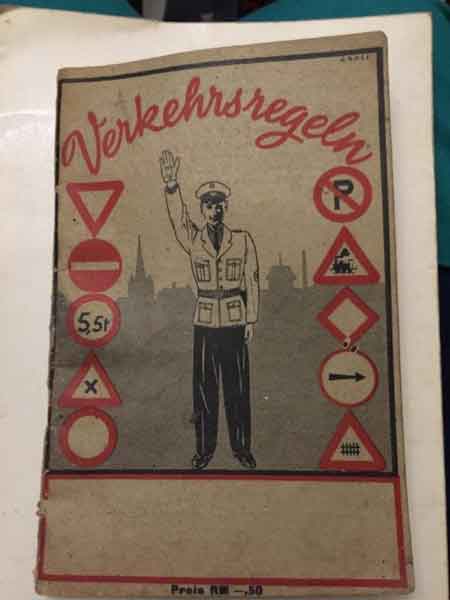 Verkehrsregeln
P
5,5t
Preis RM —,50